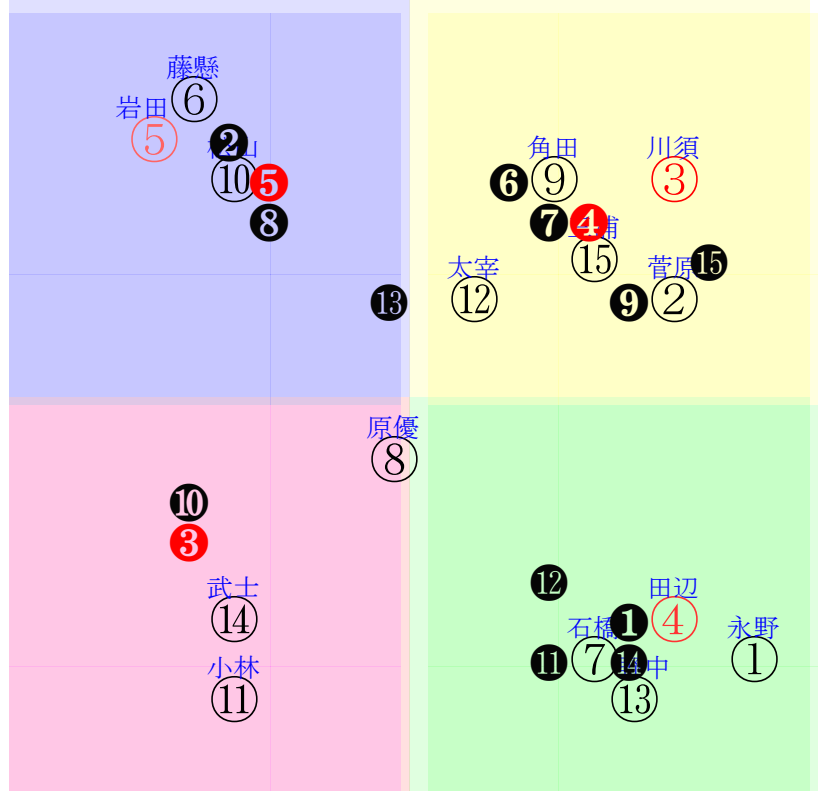 藤懸
⑥
岩田
⑤
❷
⑩
❺
❽
⓭
角田
川須
❻
⑨
③
❼
❹
⑮
太宰
菅原
⓯
⑫
❾
②
原優
⑧
❿
❸
武士
⑭
小林
⑪
⓬
田辺
石橋
❶
④
永野
⓫
⑦
⓮
①
⑬